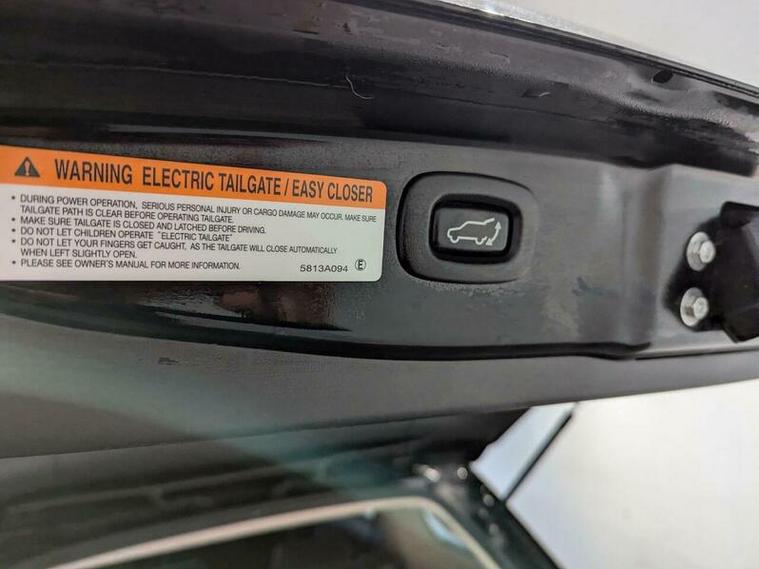 WARNING ELECTRIC TAILGATE / EASY CLOSER
• DURING POWER OPERATION, SERIOUS PERSONAL INJURY OR CARGO DAMAGE MAY OCCUR. MAKE SURE
TAILGATE PATH IS CLEAR BEFORE OPERATING TAILGATE.
• MAKE SURE TAILGATE IS CLOSED AND LATCHED BEFORE DRIVING.
• DO NOT LET CHILDREN OPERATE "ELECTRIC TAILGATE"
• DO NOT LET YOUR FINGERS GET CAUGHT, AS THE TAILGATE WILL CLOSE AUTOMATICALLY
WHEN LEFT SLIGHTLY OPEN.
• PLEASE SEE OWNER'S MANUAL FOR MORE INFORMATION. 5813A094 Ⓔ